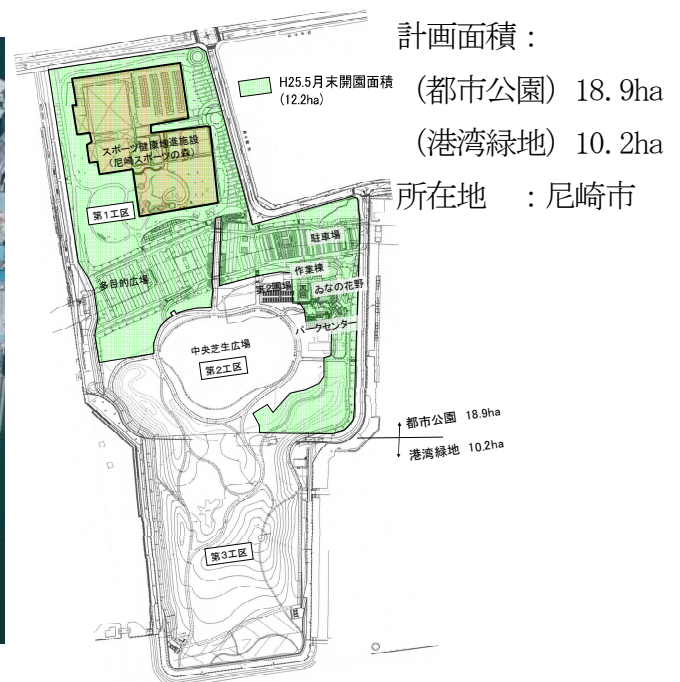 計画面積：
（都市公園）18.9ha
（港湾緑地）10.2ha
所在地　：尼崎市
H25.5月末開園面積
(12.2ha)
スポーツ健康増進施設
（尼崎スポーツの森）
第1工区
多目的広場
駐車場
作業棟
第2圃場
ゐなの花野
パークセンター
中央芝生広場
第2工区
都市公園 18.9ha
港湾緑地 10.2ha
第3工区